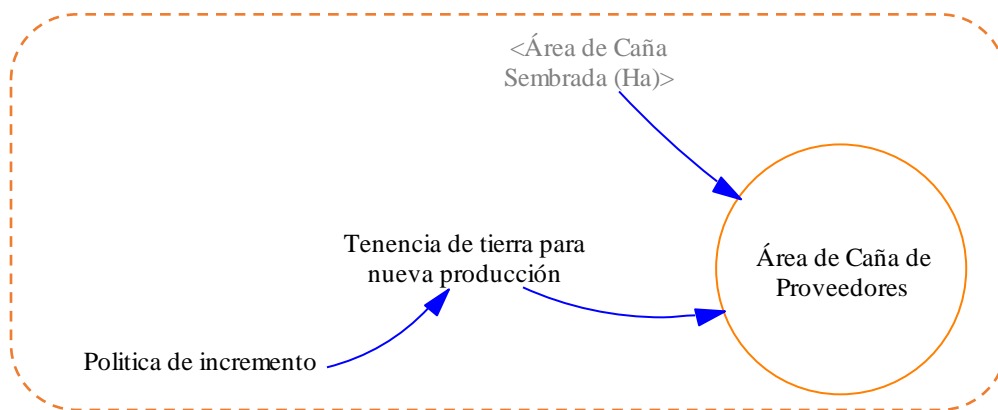 <Área de Caña
Sembrada (Ha)>
Tenencia de tierra para
nueva producción
Área de Caña de
Proveedores
Politica de incremento